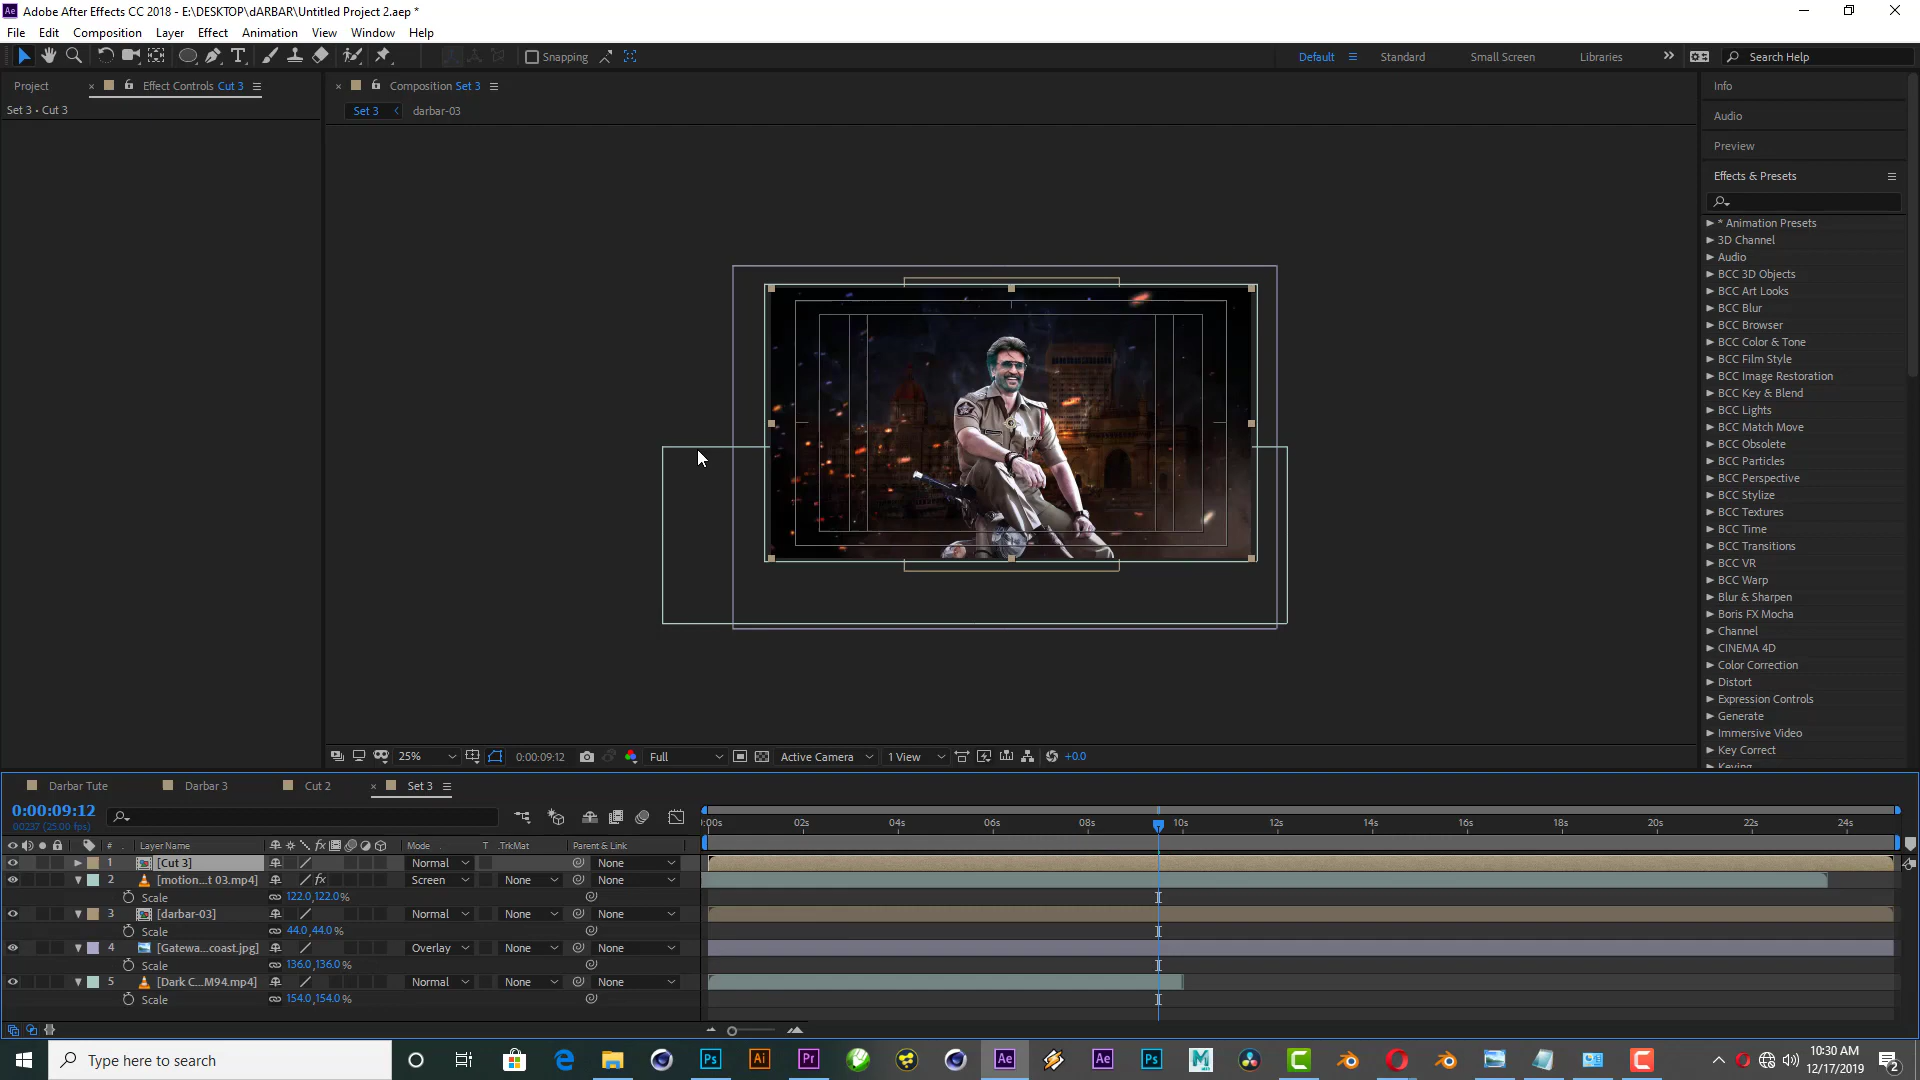 Adobe After Effects CC 2018 - E:\DESKTOP\dARBAR\Untitled Project 2.aep *
File Edit Composition Layer Effect Animation View Window Help
Snapping Default Standard Small Screen Libraries Search Help
Project Effect Controls Cut 3 Composition Set 3 Info
Set 3 • Cut 3 Set 3 darbar-03
Audio
Preview
Effects & Presets
* Animation Presets
3D Channel
Audio
BCC 3D Objects
BCC Art Looks
BCC Blur
BCC Browser
BCC Color & Tone
BCC Film Style
BCC Image Restoration
BCC Key & Blend
BCC Lights
BCC Match Move
BCC Obsolete
BCC Particles
BCC Perspective
BCC Stylize
BCC Textures
BCC Time
BCC Transitions
BCC VR
BCC Warp
Blur & Sharpen
Boris FX Mocha
Channel
CINEMA 4D
Color Correction
Distort
Expression Controls
Generate
Immersive Video
Key Correct
Keying
25% 0:00:09:12 Full Active Camera 1 View +0.0
Darbar Tute Darbar 3 Cut 2 Set 3
0:00:09:12
00237 (25.00 fps)
:00s 02s 04s 06s 08s 10s 12s 14s 16s 18s 20s 22s 24s
# Layer Name Mode T .TrkMat Parent & Link
1 [Cut 3] Normal None
2 [motion...t 03.mp4] Screen None None
Scale 122.0,122.0%
3 [darbar-03] Normal None None
Scale 44.0,44.0%
4 [Gatewa...coast.jpg] Overlay None None
Scale 136.0,136.0%
5 [Dark C...M94.mp4] Normal None None
Scale 154.0,154.0%
Type here to search
10:30 AM
12/17/2019